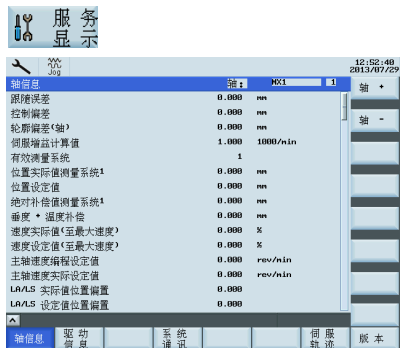 服务
显示
12:52:40
Jog
2013/07/29
轴信息 轴: MX1 1
轴 +
跟随误差 0.000 mm
控制偏差 0.000 mm
轴 -
轮廓偏差(轴) 0.000 mm
伺服增益计算值 1.000 1000/min
有效测量系统 1
位置实际值测量系统1 0.000 mm
位置设定值 0.000 mm
绝对补偿值测量系统1 0.000 mm
垂度 + 温度补偿 0.000 mm
速度实际值(至最大速度) 0.000 %
速度设定值(至最大速度) 0.000 %
主轴速度编程设定值 0.000 rev/min
主轴速度实际设定值 0.000 rev/min
LA/LS 实际值位置偏置 0.000
LA/LS 设定值位置偏置 0.000
轴信息 驱动信息 系统通讯 伺服轨迹 版本